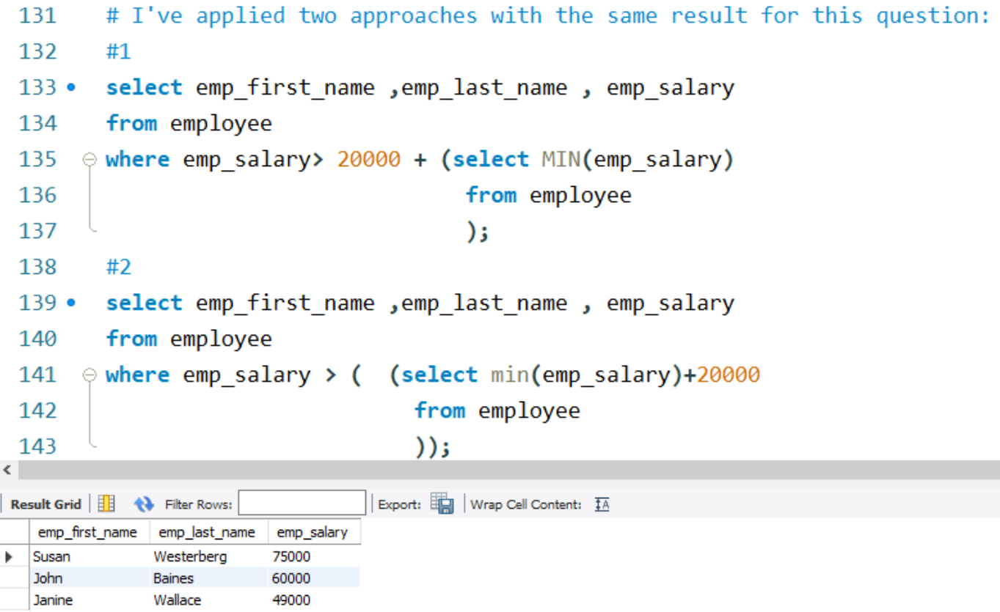 131 # I've applied two approaches with the same result for this question:
132 #1
133 select emp_first_name ,emp_last_name , emp_salary
134 from employee
135 where emp_salary> 20000 + (select MIN(emp_salary)
136 from employee
137 );
138 #2
139 select emp_first_name ,emp_last_name , emp_salary
140 from employee
141 where emp_salary > (  (select min(emp_salary)+20000
142 from employee
143 ));
Result Grid Filter Rows: Export: Wrap Cell Content: IA
emp_first_name emp_last_name emp_salary
Susan Westerberg 75000
John Baines 60000
Janine Wallace 49000